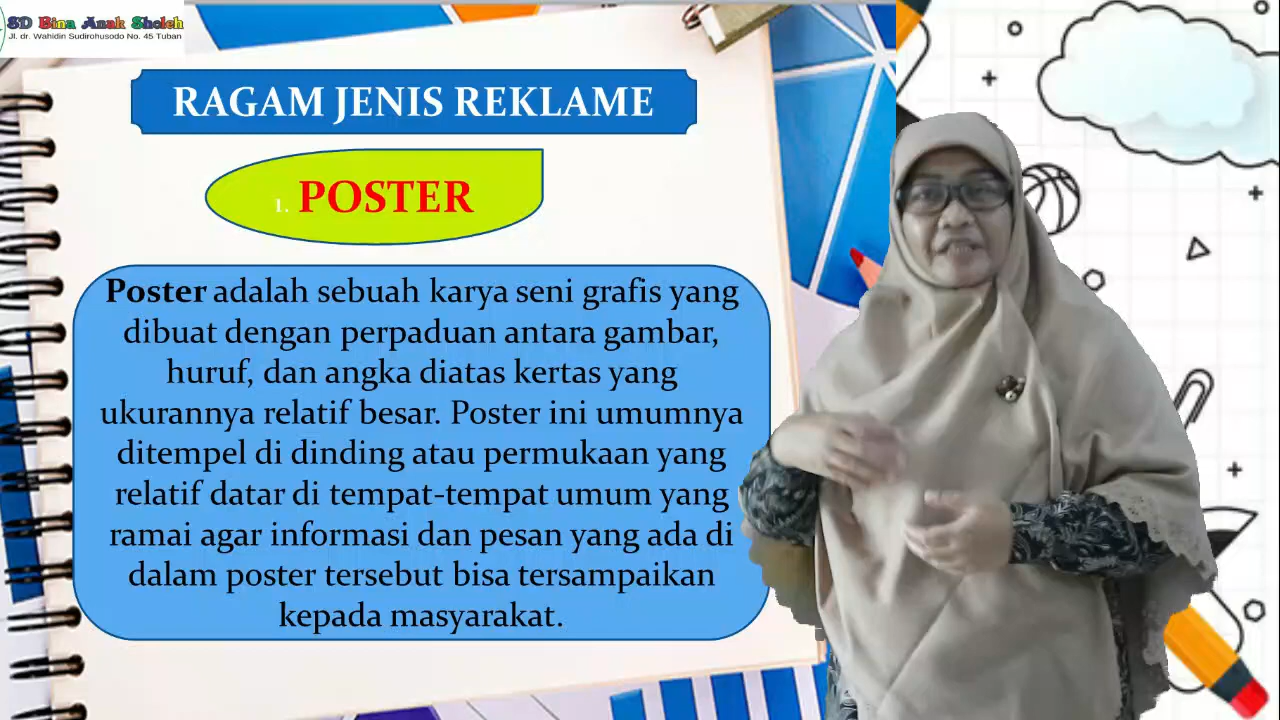 SD Bina Anak Sholeh
Jl. dr. Wahidin Sudirohusodo No. 45 Tuban
RAGAM JENIS REKLAME
1. POSTER
Poster adalah sebuah karya seni grafis yang
dibuat dengan perpaduan antara gambar,
huruf, dan angka diatas kertas yang
ukurannya relatif besar. Poster ini umumnya
ditempel di dinding atau permukaan yang
relatif datar di tempat-tempat umum yang
ramai agar informasi dan pesan yang ada di
dalam poster tersebut bisa tersampaikan
kepada masyarakat.